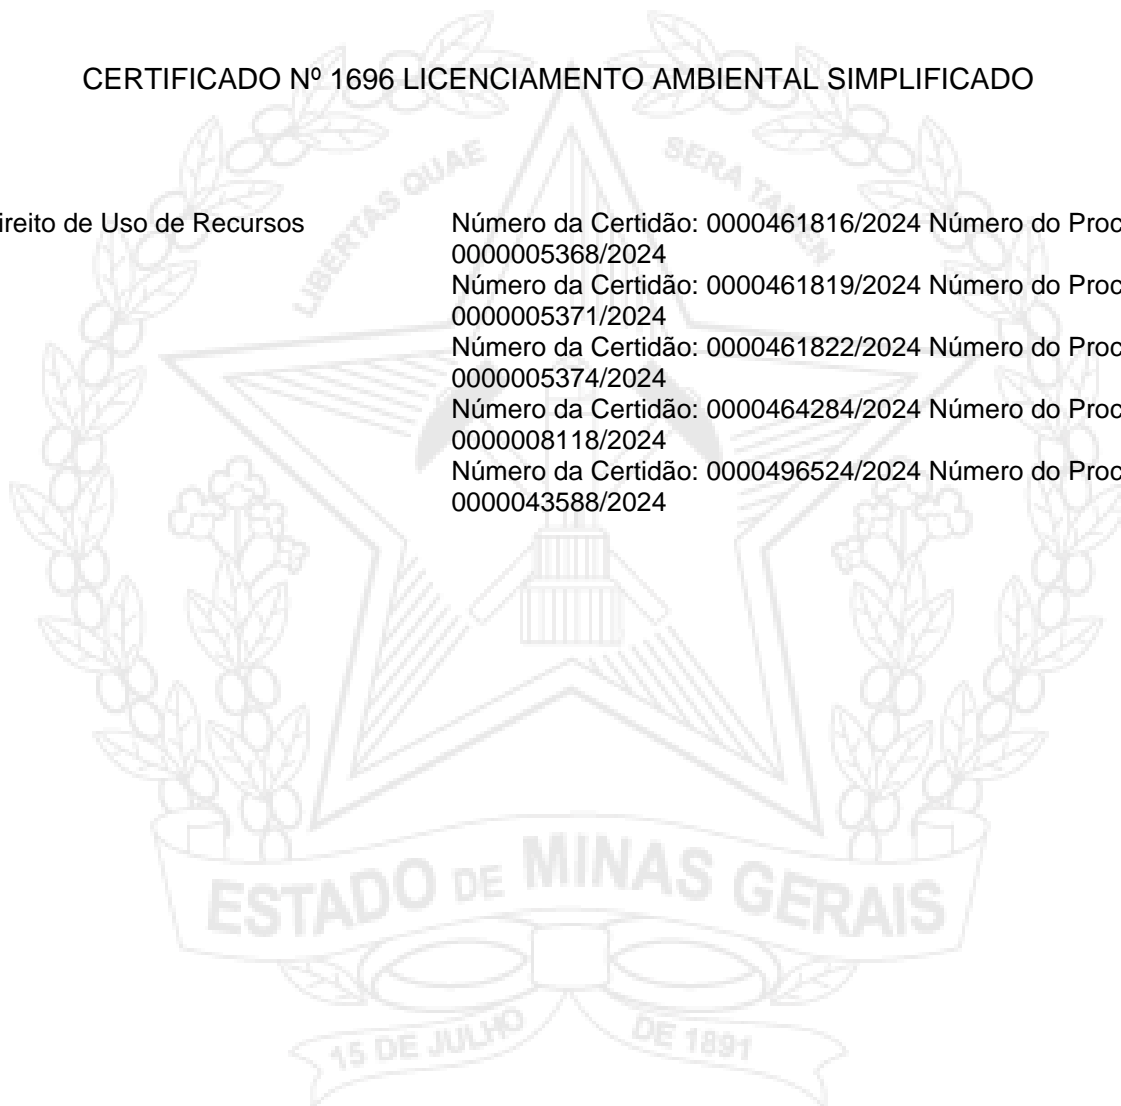 CERTIFICADO Nº 1696 LICENCIAMENTO AMBIENTAL SIMPLIFICADO
LIBERTAS QUAE SERA TAMEN
ireito de Uso de Recursos
Número da Certidão: 0000461816/2024 Número do Proc
0000005368/2024
Número da Certidão: 0000461819/2024 Número do Proc
0000005371/2024
Número da Certidão: 0000461822/2024 Número do Proc
0000005374/2024
Número da Certidão: 0000464284/2024 Número do Proc
0000008118/2024
Número da Certidão: 0000496524/2024 Número do Proc
0000043588/2024
ESTADO DE MINAS GERAIS
15 DE JULHO DE 1891